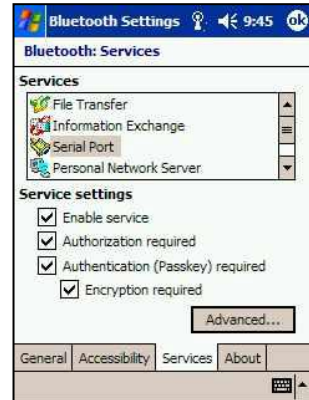 Bluetooth Settings 9:45 ok
Bluetooth: Services
Services
File Transfer
Information Exchange
Serial Port
Personal Network Server
Service settings
Enable service
Authorization required
Authentication (Passkey) required
Encryption required
Advanced...
General Accessibility Services About